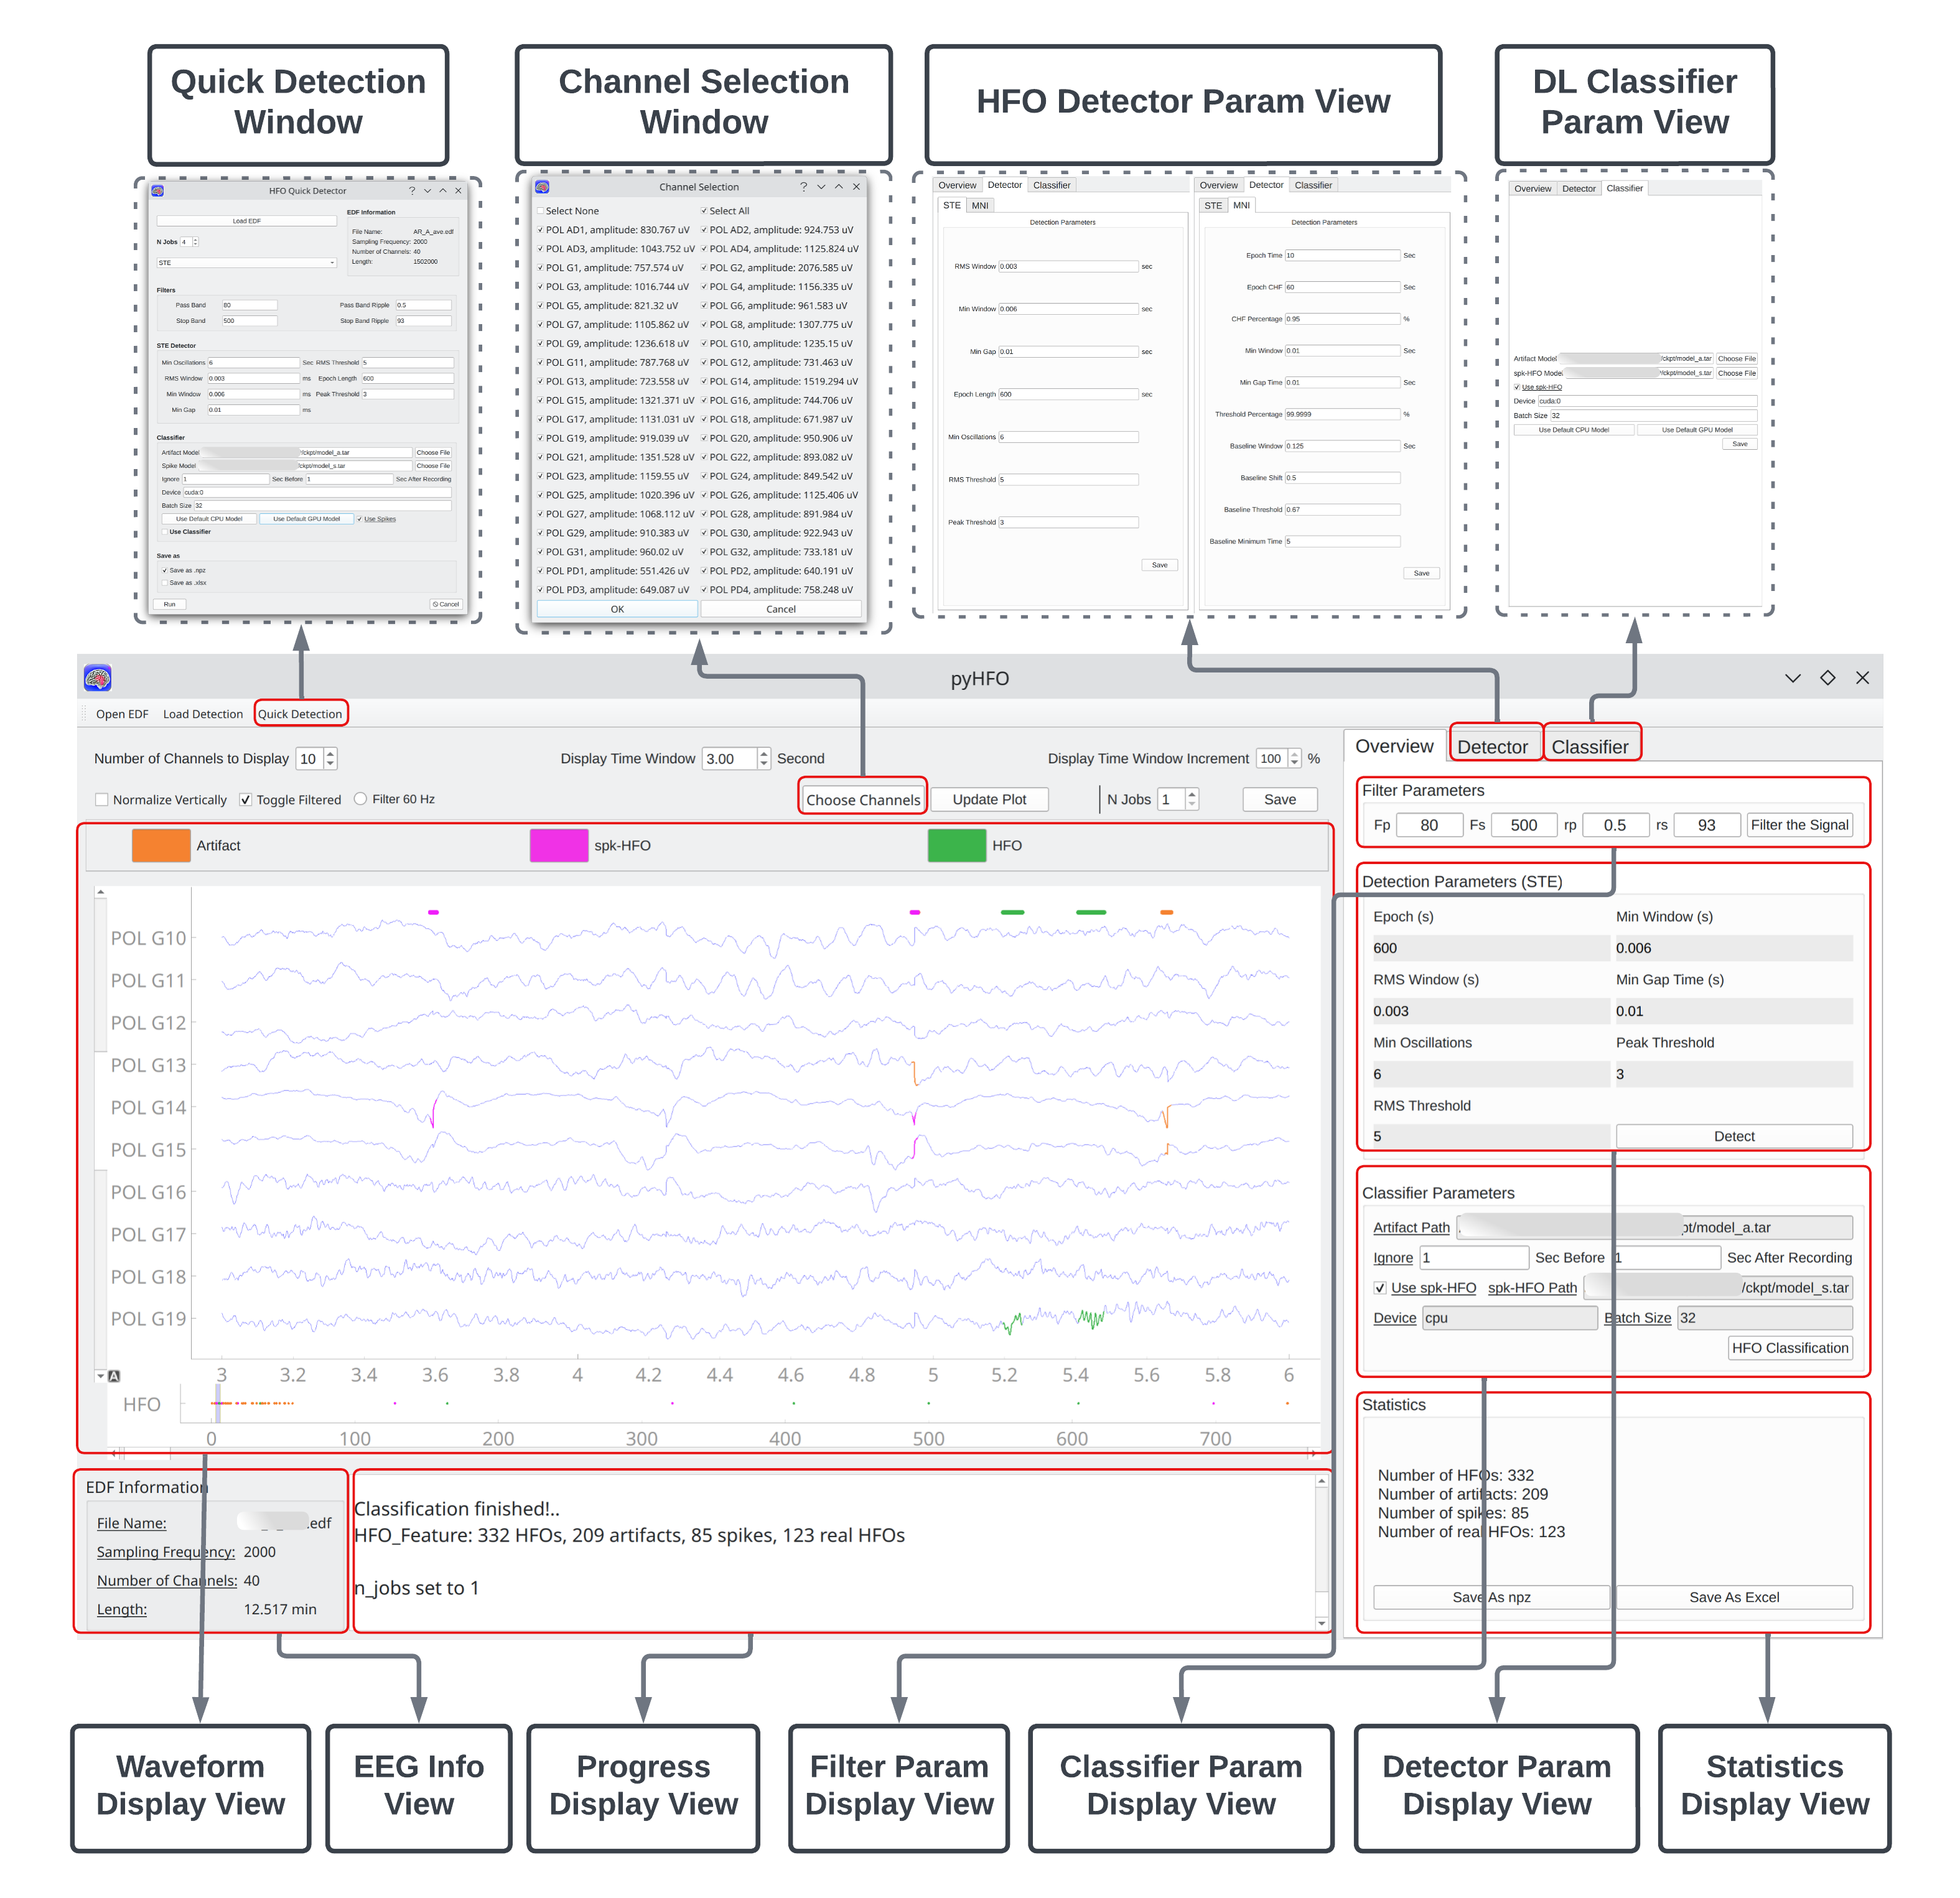 Quick Detection
Window
Channel Selection
Window
HFO Detector Param View
DL Classifier
Param View
HFO Quick Detector
Load EDF
N Jobs 4
STE
EDF Information
File Name: AR_A_ave.edf
Sampling Frequency: 2000
Number of Channels: 40
Length: 1502000
Filters
Pass Band 80 Pass Band Ripple 0.5
Stop Band 500 Stop Band Ripple 93
STE Detector
Min Oscillations 6 Sec RMS Threshold 5
RMS Window 0.003 ms Epoch Length 600
Min Window 0.006 ms Peak Threshold 3
Min Gap 0.01 ms
Classifier
Artifact Model /ckpt/model_a.tar Choose File
Spike Model /ckpt/model_s.tar Choose File
Ignore 1 Sec Before 1 Sec After Recording
Device cuda:0
Batch Size 32
Use Default CPU Model Use Default GPU Model Use Spikes
Use Classifier
Save as
Save as .npz
Save as .xlsx
Run Cancel
Channel Selection
Select None Select All
POL AD1, amplitude: 830.767 uV POL AD2, amplitude: 924.753 uV
POL AD3, amplitude: 1043.752 uV POL AD4, amplitude: 1125.824 uV
POL G1, amplitude: 757.574 uV POL G2, amplitude: 2076.585 uV
POL G3, amplitude: 1016.744 uV POL G4, amplitude: 1156.335 uV
POL G5, amplitude: 821.32 uV POL G6, amplitude: 961.583 uV
POL G7, amplitude: 1105.862 uV POL G8, amplitude: 1307.775 uV
POL G9, amplitude: 1236.618 uV POL G10, amplitude: 1235.15 uV
POL G11, amplitude: 787.768 uV POL G12, amplitude: 731.463 uV
POL G13, amplitude: 723.558 uV POL G14, amplitude: 1519.294 uV
POL G15, amplitude: 1321.371 uV POL G16, amplitude: 744.706 uV
POL G17, amplitude: 1131.031 uV POL G18, amplitude: 671.987 uV
POL G19, amplitude: 919.039 uV POL G20, amplitude: 950.906 uV
POL G21, amplitude: 1351.528 uV POL G22, amplitude: 893.082 uV
POL G23, amplitude: 1159.55 uV POL G24, amplitude: 849.542 uV
POL G25, amplitude: 1020.396 uV POL G26, amplitude: 1125.406 uV
POL G27, amplitude: 1068.112 uV POL G28, amplitude: 891.984 uV
POL G29, amplitude: 910.383 uV POL G30, amplitude: 922.943 uV
POL G31, amplitude: 960.02 uV POL G32, amplitude: 733.181 uV
POL PD1, amplitude: 551.426 uV POL PD2, amplitude: 640.191 uV
POL PD3, amplitude: 649.087 uV POL PD4, amplitude: 758.248 uV
OK Cancel
Overview Detector Classifier
STE MNI
Detection Parameters
RMS Window 0.003 sec
Min Window 0.006 sec
Min Gap 0.01 sec
Epoch Length 600 sec
Min Oscillations 6
RMS Threshold 5
Peak Threshold 3
Save
Overview Detector Classifier
STE MNI
Detection Parameters
Epoch Time 10 Sec
Epoch CHF 60 Sec
CHF Percentage 0.95 %
Min Window 0.01 Sec
Min Gap Time 0.01 Sec
Threshold Percentage 99.9999 %
Baseline Window 0.125 Sec
Baseline Shift 0.5
Baseline Threshold 0.67
Baseline Minimum Time 5
Save
Overview Detector Classifier
Artifact Model /ckpt/model_a.tar Choose File
spk-HFO Model /ckpt/model_s.tar Choose File
Use spk-HFO
Device cuda:0
Batch Size 32
Use Default CPU Model Use Default GPU Model
Save
pyHFO
Open EDF Load Detection Quick Detection
Number of Channels to Display 10 Display Time Window 3.00 Second Display Time Window Increment 100 %
Normalize Vertically Toggle Filtered Filter 60 Hz Choose Channels Update Plot N Jobs 1 Save
Artifact spk-HFO HFO
POL G10
POL G11
POL G12
POL G13
POL G14
POL G15
POL G16
POL G17
POL G18
POL G19
3 3.2 3.4 3.6 3.8 4 4.2 4.4 4.6 4.8 5 5.2 5.4 5.6 5.8 6
A
HFO
0 100 200 300 400 500 600 700
Overview Detector Classifier
Filter Parameters
Fp 80 Fs 500 rp 0.5 rs 93 Filter the Signal
Detection Parameters (STE)
Epoch (s) Min Window (s)
600 0.006
RMS Window (s) Min Gap Time (s)
0.003 0.01
Min Oscillations Peak Threshold
6 3
RMS Threshold
5 Detect
Classifier Parameters
Artifact Path pt/model_a.tar
Ignore 1 Sec Before 1 Sec After Recording
Use spk-HFO spk-HFO Path /ckpt/model_s.tar
Device cpu Batch Size 32
HFO Classification
Statistics
Number of HFOs: 332
Number of artifacts: 209
Number of spikes: 85
Number of real HFOs: 123
Save As npz Save As Excel
EDF Information
File Name: .edf
Sampling Frequency: 2000
Number of Channels: 40
Length: 12.517 min
Classification finished!..
HFO_Feature: 332 HFOs, 209 artifacts, 85 spikes, 123 real HFOs
n_jobs set to 1
Waveform
Display View
EEG Info
View
Progress
Display View
Filter Param
Display View
Classifier Param
Display View
Detector Param
Display View
Statistics
Display View